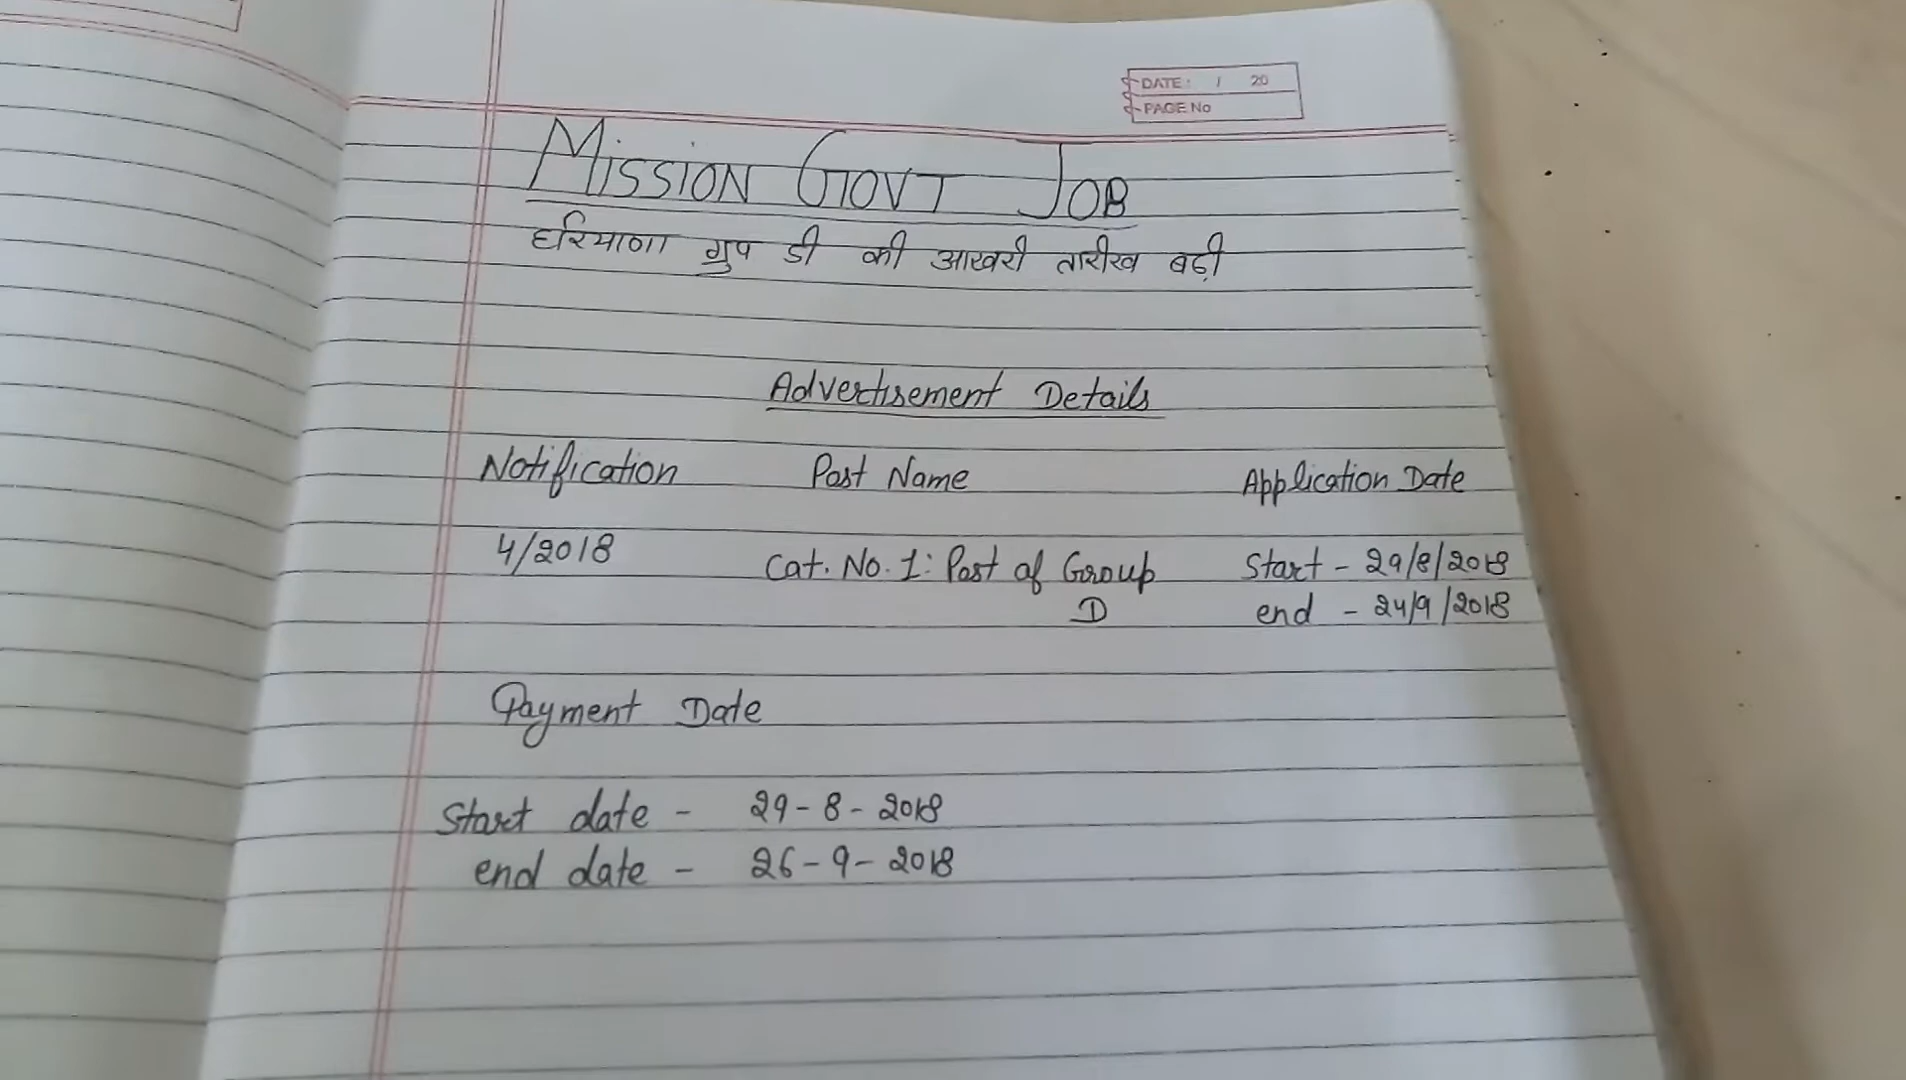 DATE: / 20
PAGE No
MISSION GOVT JOB
हरियाणा ग्रुप डी की आखरी तारीख बढ़ी
Advertisement Details
Notification Post Name Application Date
4/2018 Cat. No. 1: Post of Group Start - 29/8/2018
D end - 24/9/2018
Payment Date
Start date - 29-8-2018
end date - 26-9-2018